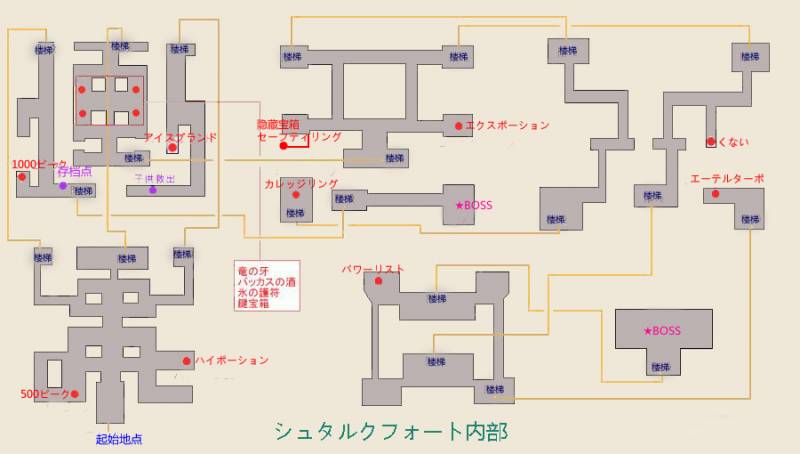 楼梯 楼梯 楼梯 楼梯 楼梯 楼梯 楼梯
アイスブランド
隐蔽宝箱
セーブティリング
エクスポーション
くない
楼梯 楼梯
1000ピーク
存档点
子供救出
カレッジリング
エーテルターボ
楼梯 楼梯 楼梯
★BOSS
楼梯 楼梯 楼梯
楼梯 楼梯 楼梯
竜の牙
バッカスの酒
氷の護符
鍵宝箱
パワーリスト
楼梯
★BOSS
ハイポーション
楼梯 楼梯
500ピーク
楼梯
起始地点
シュタルクフォート内部